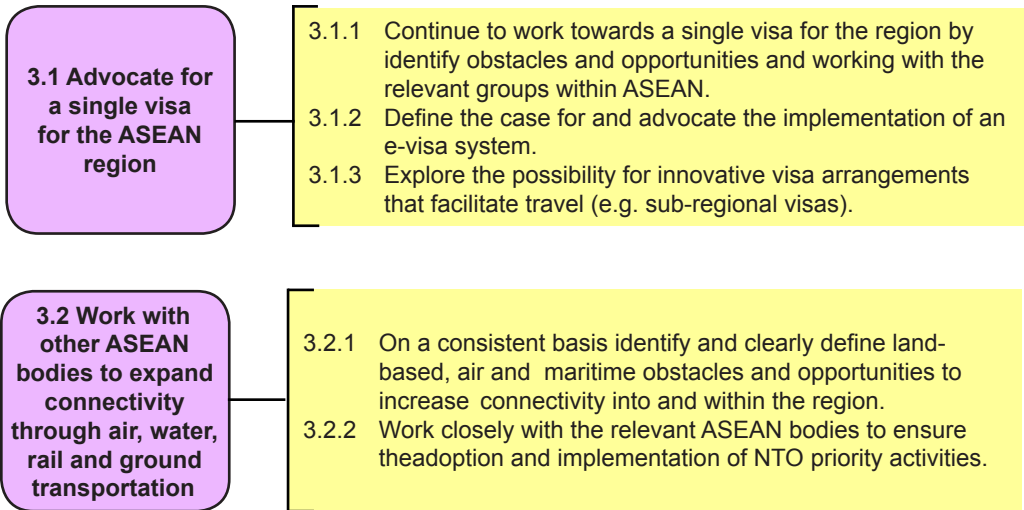 3.1 Advocate for
a single visa
for the ASEAN
region
3.1.1 Continue to work towards a single visa for the region by
identify obstacles and opportunities and working with the
relevant groups within ASEAN.
3.1.2 Define the case for and advocate the implementation of an
e-visa system.
3.1.3 Explore the possibility for innovative visa arrangements
that facilitate travel (e.g. sub-regional visas).
3.2 Work with
other ASEAN
bodies to expand
connectivity
through air, water,
rail and ground
transportation
3.2.1 On a consistent basis identify and clearly define land-
based, air and maritime obstacles and opportunities to
increase connectivity into and within the region.
3.2.2 Work closely with the relevant ASEAN bodies to ensure
theadoption and implementation of NTO priority activities.